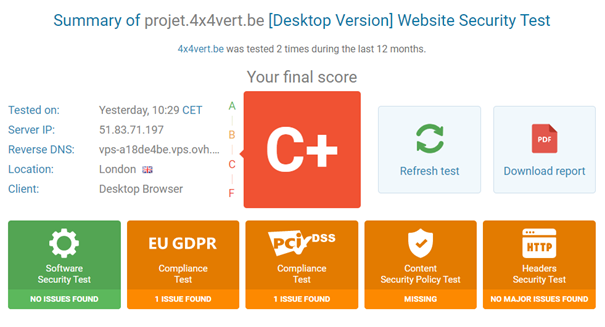 Summary of projet.4x4vert.be [Desktop Version] Website Security Test
4x4vert.be was tested 2 times during the last 12 months.
Your final score
Tested on: Yesterday, 10:29 CET
Server IP: 51.83.71.197
Reverse DNS: vps-a18de4be.vps.ovh....
Location: London
Client: Desktop Browser
A
B
C
F
C+
Refresh test
PDF
Download report
Software
Security Test
NO ISSUES FOUND
EU GDPR
Compliance
Test
1 ISSUE FOUND
PCI DSS
Compliance
Test
1 ISSUE FOUND
Content
Security Policy Test
MISSING
HTTP
Headers
Security Test
NO MAJOR ISSUES FOUND